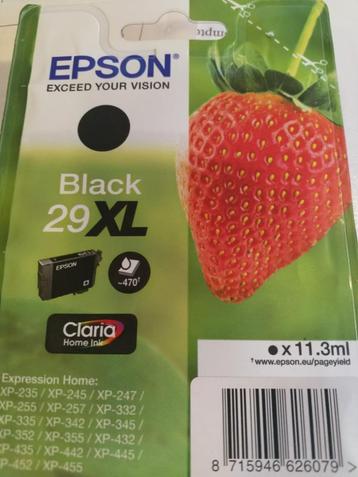 EPSON®
EXCEED YOUR VISION
Black
29XL
EPSON
~470¹
Claria
Home Ink
x 11.3ml
¹www.epson.eu/pageyield
Expression Home:
XP-235 / XP-245 / XP-247 /
XP-255 / XP-257 / XP-332 /
XP-335 / XP-342 / XP-345 /
XP-352 / XP-355 / XP-432 /
XP-435 / XP-442 / XP-445 /
XP-452 / XP-455
8 715946 626079 >